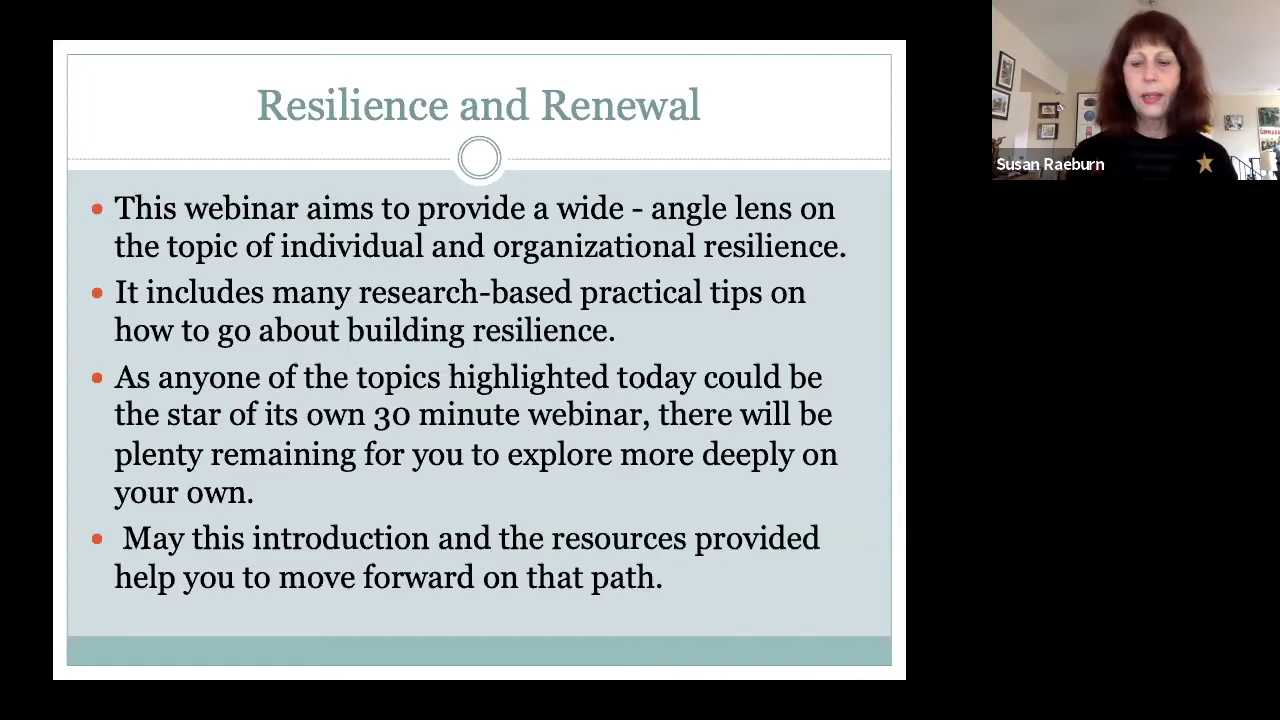 Resilience and Renewal
• This webinar aims to provide a wide - angle lens on
the topic of individual and organizational resilience.
• It includes many research-based practical tips on
how to go about building resilience.
• As anyone of the topics highlighted today could be
the star of its own 30 minute webinar, there will be
plenty remaining for you to explore more deeply on
your own.
• May this introduction and the resources provided
help you to move forward on that path.
Susan Raeburn